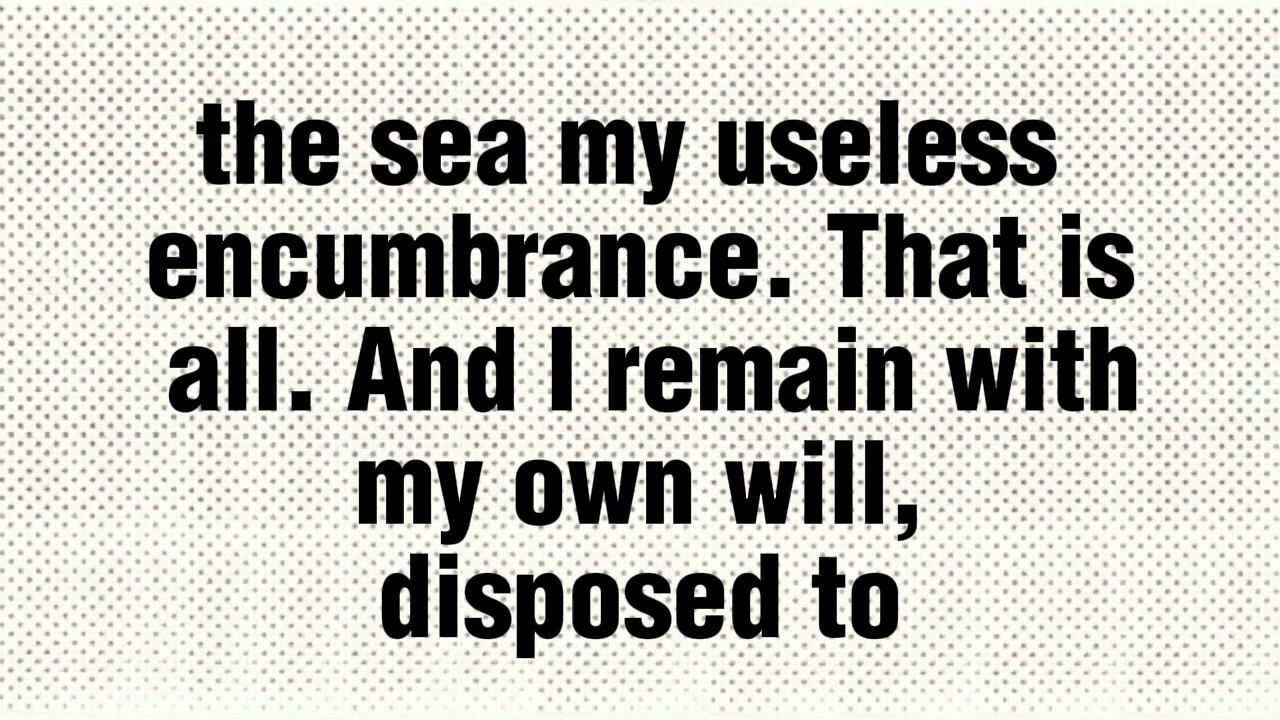 the sea my useless
encumbrance. That is
all. And I remain with
my own will,
disposed to